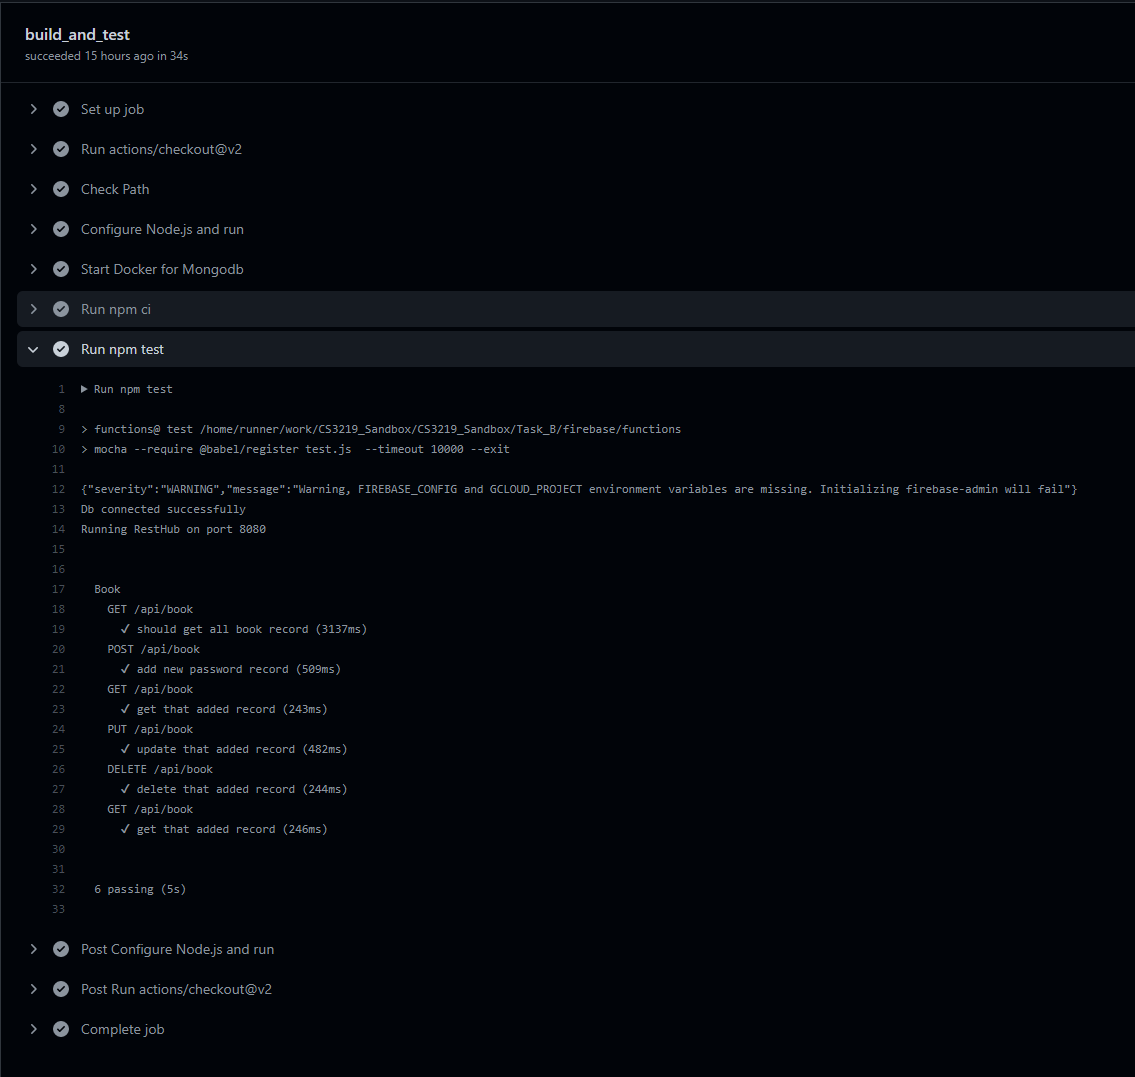 build_and_test
succeeded 15 hours ago in 34s
Set up job
Run actions/checkout@v2
Check Path
Configure Node.js and run
Start Docker for Mongodb
Run npm ci
Run npm test
1 ▶ Run npm test
8
9 > functions@ test /home/runner/work/CS3219_Sandbox/CS3219_Sandbox/Task_B/firebase/functions
10 > mocha --require @babel/register test.js  --timeout 10000 --exit
11
12 {"severity":"WARNING","message":"Warning, FIREBASE_CONFIG and GCLOUD_PROJECT environment variables are missing. Initializing firebase-admin will fail"}
13 Db connected successfully
14 Running RestHub on port 8080
15
16
17 Book
18 GET /api/book
19 ✓ should get all book record (3137ms)
20 POST /api/book
21 ✓ add new password record (509ms)
22 GET /api/book
23 ✓ get that added record (243ms)
24 PUT /api/book
25 ✓ update that added record (482ms)
26 DELETE /api/book
27 ✓ delete that added record (244ms)
28 GET /api/book
29 ✓ get that added record (246ms)
30
31
32 6 passing (5s)
33
Post Configure Node.js and run
Post Run actions/checkout@v2
Complete job